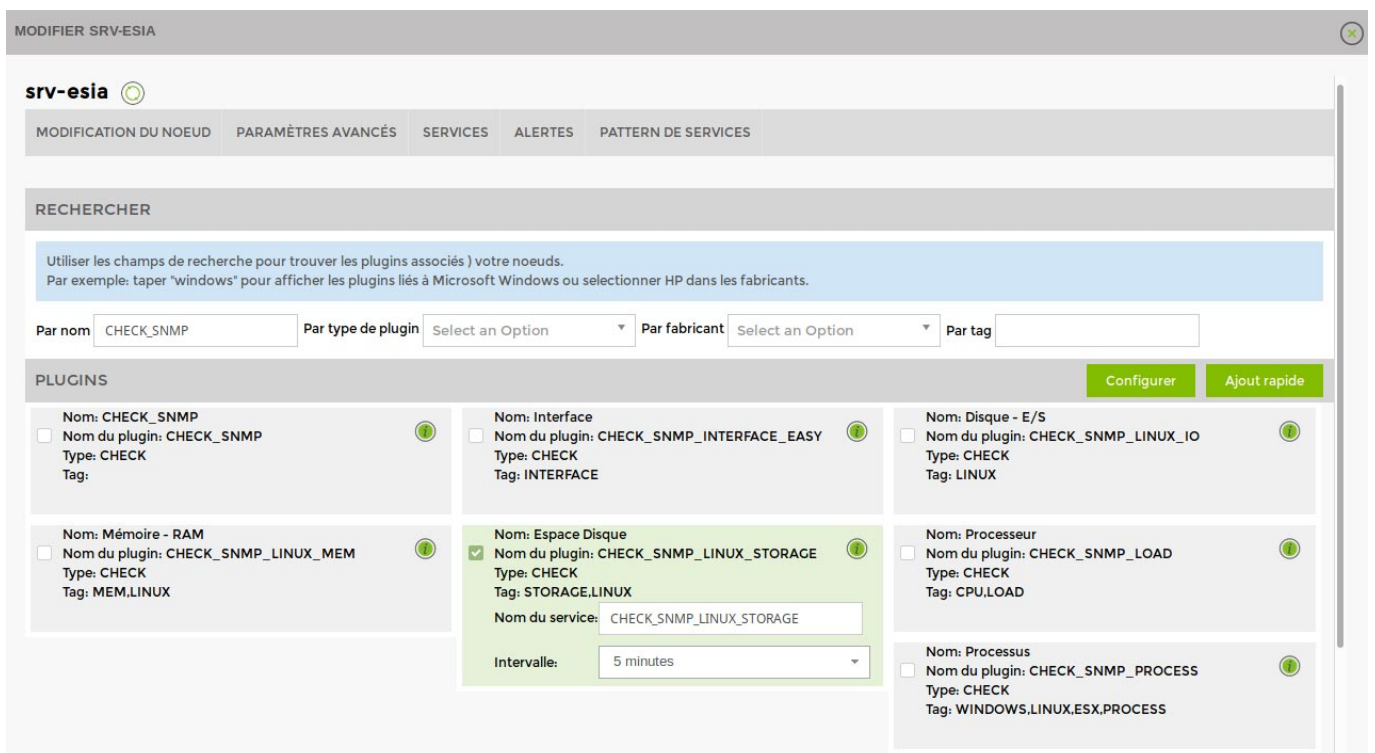 MODIFIER SRV-ESIA
srv-esia
MODIFICATION DU NOEUD PARAMÈTRES AVANCÉS SERVICES ALERTES PATTERN DE SERVICES
RECHERCHER
Utiliser les champs de recherche pour trouver les plugins associés ) votre noeuds.
Par exemple: taper "windows" pour afficher les plugins liés à Microsoft Windows ou selectionner HP dans les fabricants.
Par nom CHECK_SNMP Par type de plugin Select an Option Par fabricant Select an Option Par tag
PLUGINS Configurer Ajout rapide
Nom: CHECK_SNMP
Nom du plugin: CHECK_SNMP
Type: CHECK
Tag:
Nom: Interface
Nom du plugin: CHECK_SNMP_INTERFACE_EASY
Type: CHECK
Tag: INTERFACE
Nom: Disque - E/S
Nom du plugin: CHECK_SNMP_LINUX_IO
Type: CHECK
Tag: LINUX
Nom: Mémoire - RAM
Nom du plugin: CHECK_SNMP_LINUX_MEM
Type: CHECK
Tag: MEM,LINUX
Nom: Espace Disque
Nom du plugin: CHECK_SNMP_LINUX_STORAGE
Type: CHECK
Tag: STORAGE,LINUX
Nom du service: CHECK_SNMP_LINUX_STORAGE
Intervalle: 5 minutes
Nom: Processeur
Nom du plugin: CHECK_SNMP_LOAD
Type: CHECK
Tag: CPU,LOAD
Nom: Processus
Nom du plugin: CHECK_SNMP_PROCESS
Type: CHECK
Tag: WINDOWS,LINUX,ESX,PROCESS